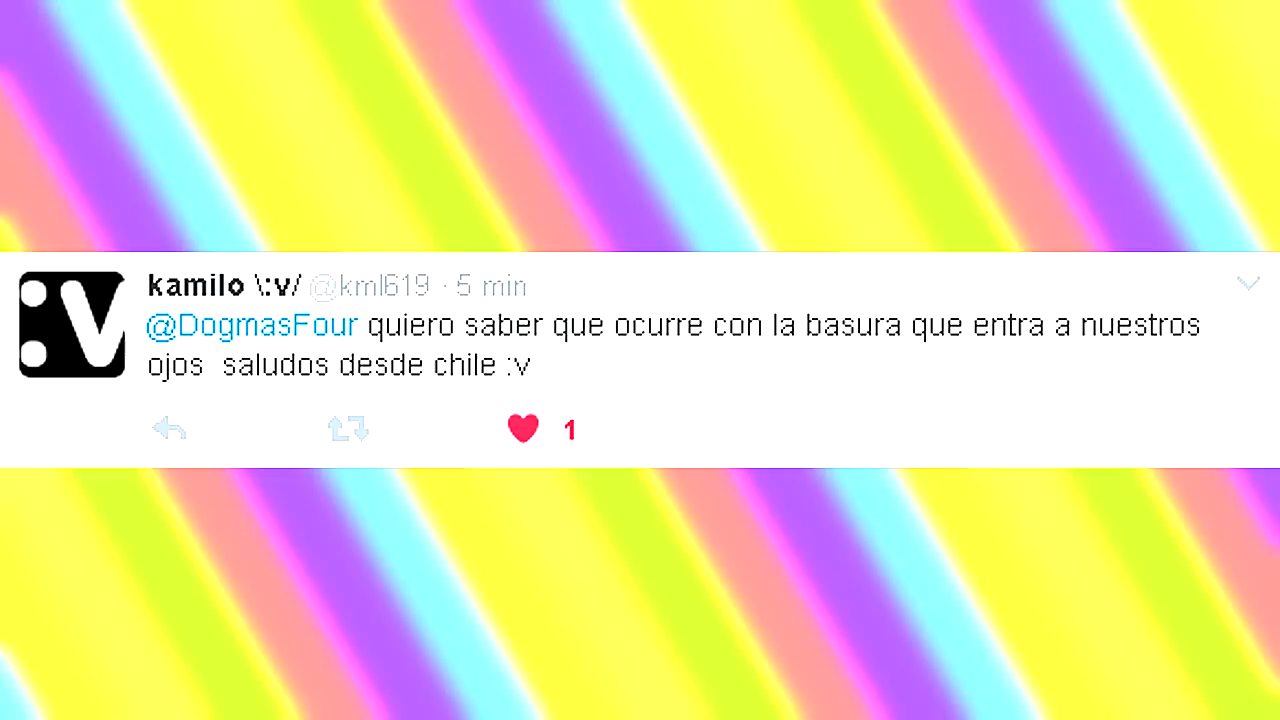 :v
kamilo \:v/ @kml619 · 5 min
@DogmasFour quiero saber que ocurre con la basura que entra a nuestros
ojos saludos desde chile :v
1